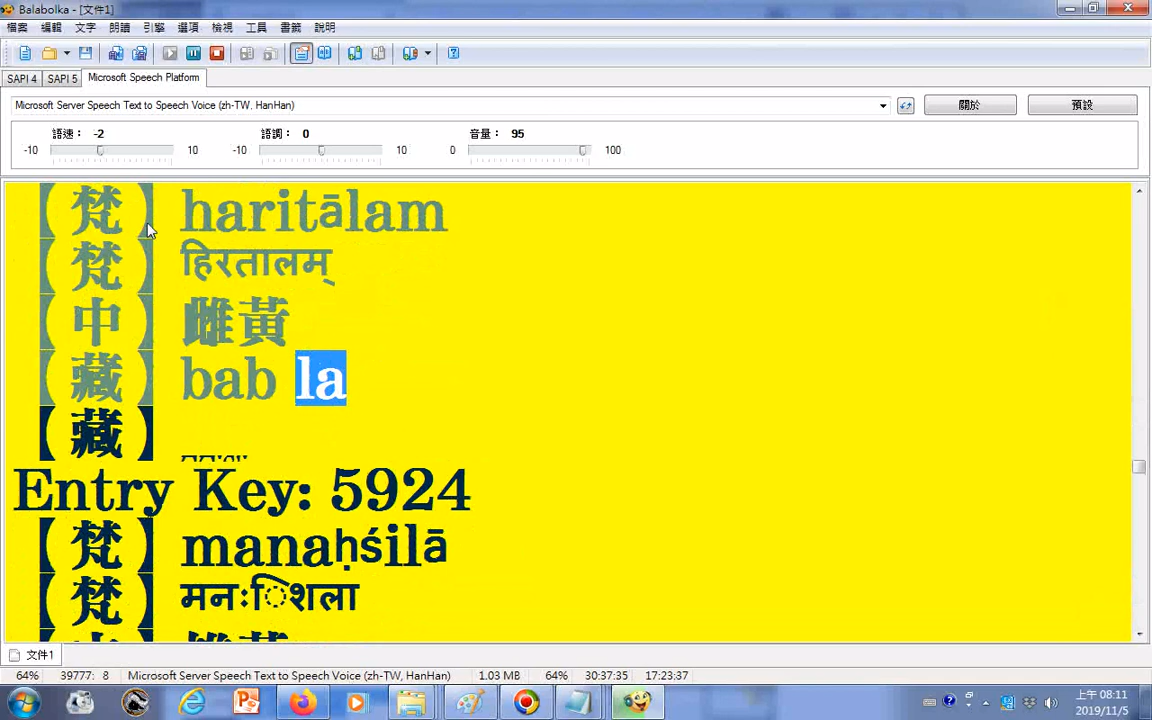 Balabolka - [文件1]
檔案 編輯 文字 朗讀 引擎 選項 檢視 工具 書籤 說明
SAPI 4 SAPI 5 Microsoft Speech Platform
Microsoft Server Speech Text to Speech Voice (zh-TW, HanHan) 關於 預設
語速: -2 語調: 0 音量: 95
-10 10 -10 10 0 100
【梵】 haritālam
【梵】 हिरतालम्
【中】 雌黃
【藏】 bab la
【藏】
Entry Key: 5924
【梵】 manaḥśilā
【梵】 मनःिशला
文件1
64% 39777: 8 Microsoft Server Speech Text to Speech Voice (zh-TW, HanHan) 1.03 MB 64% 30:37:35 17:23:37
上午 08:11
2019/11/5